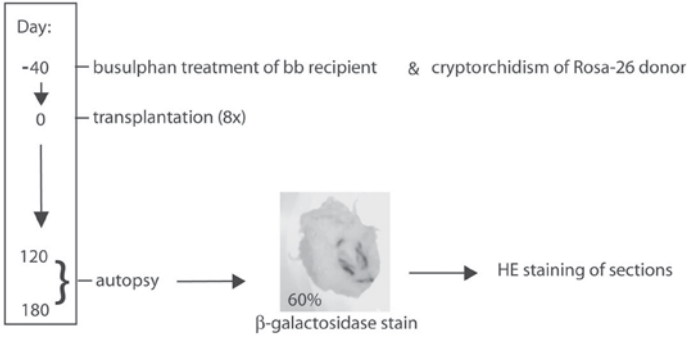 Day:
-40 busulphan treatment of bb recipient & cryptorchidism of Rosa-26 donor
0 transplantation (8x)
120
autopsy
HE staining of sections
180
60%
β-galactosidase stain